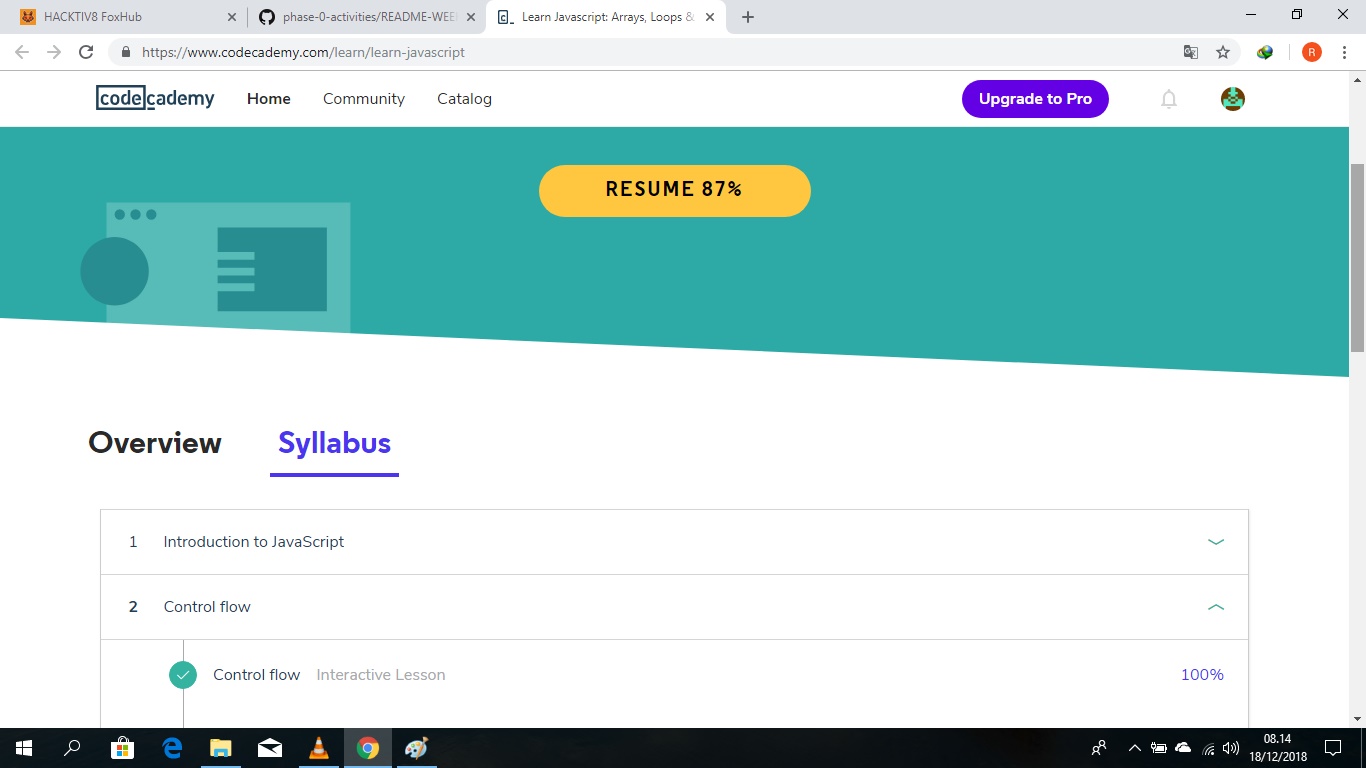 HACKTIV8 FoxHub
phase-0-activities/README-WEE
Learn Javascript: Arrays, Loops &
https://www.codecademy.com/learn/learn-javascript
R
codecademy
Home
Community
Catalog
Upgrade to Pro
RESUME 87%
Overview
Syllabus
1 Introduction to JavaScript
2 Control flow
Control flow Interactive Lesson 100%
08.14
18/12/2018